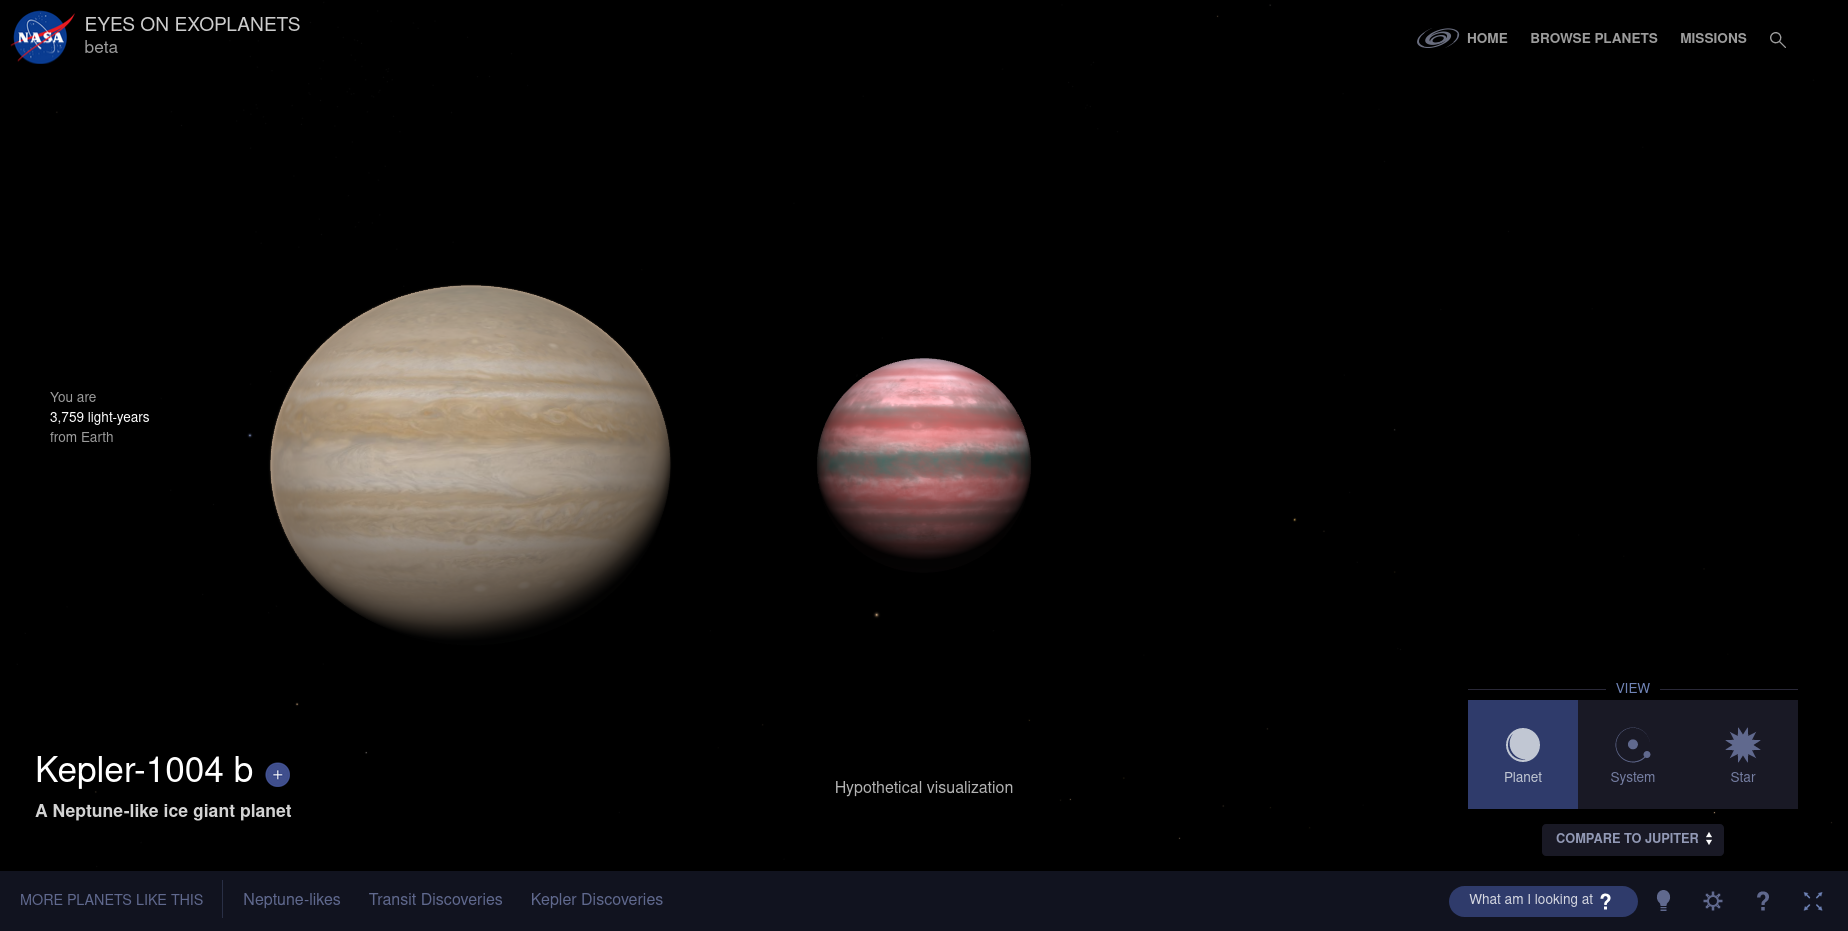 NASA
EYES ON EXOPLANETS
beta
HOME
BROWSE PLANETS
MISSIONS
You are
3,759 light-years
from Earth
VIEW
Planet
System
Star
COMPARE TO JUPITER
Kepler-1004 b +
A Neptune-like ice giant planet
Hypothetical visualization
MORE PLANETS LIKE THIS
Neptune-likes
Transit Discoveries
Kepler Discoveries
What am I looking at ?
?